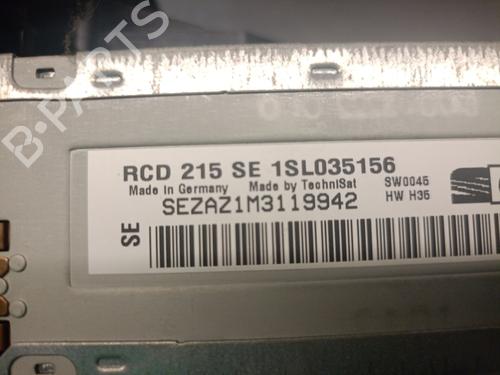 B-PARTS
RCD 215 SE 1SL035156
Made in Germany Made by TechniSat SW0045
SEZAZ1M3119942 HW H35
SE